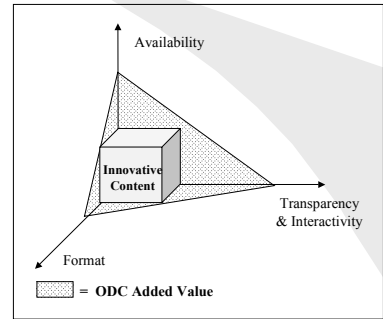 Availability
Innovative
Content
Transparency
& Interactivity
Format
= ODC Added Value